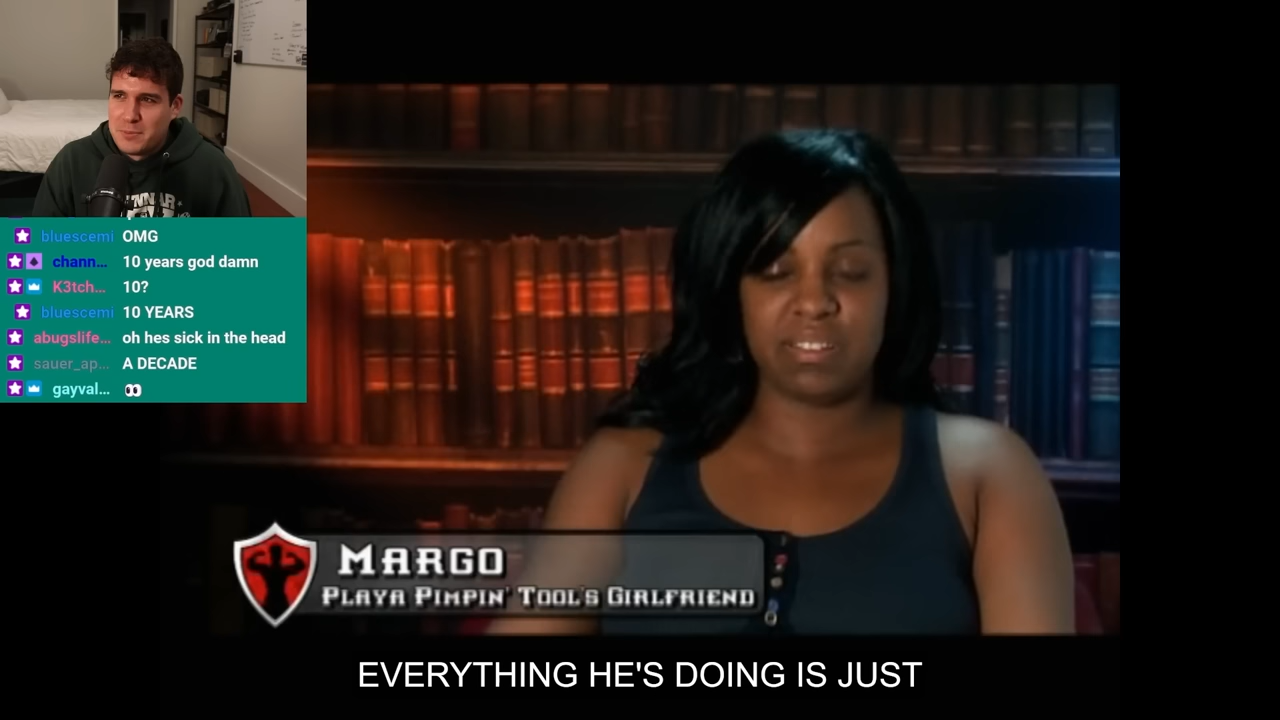 bluescemi OMG
chann... 10 years god damn
K3tch... 10?
bluescemi 10 YEARS
abugslife... oh hes sick in the head
sauer_ap... A DECADE
gayval... 👀
MARGO
PLAYA PIMPIN' TOOL'S GIRLFRIEND
EVERYTHING HE'S DOING IS JUST